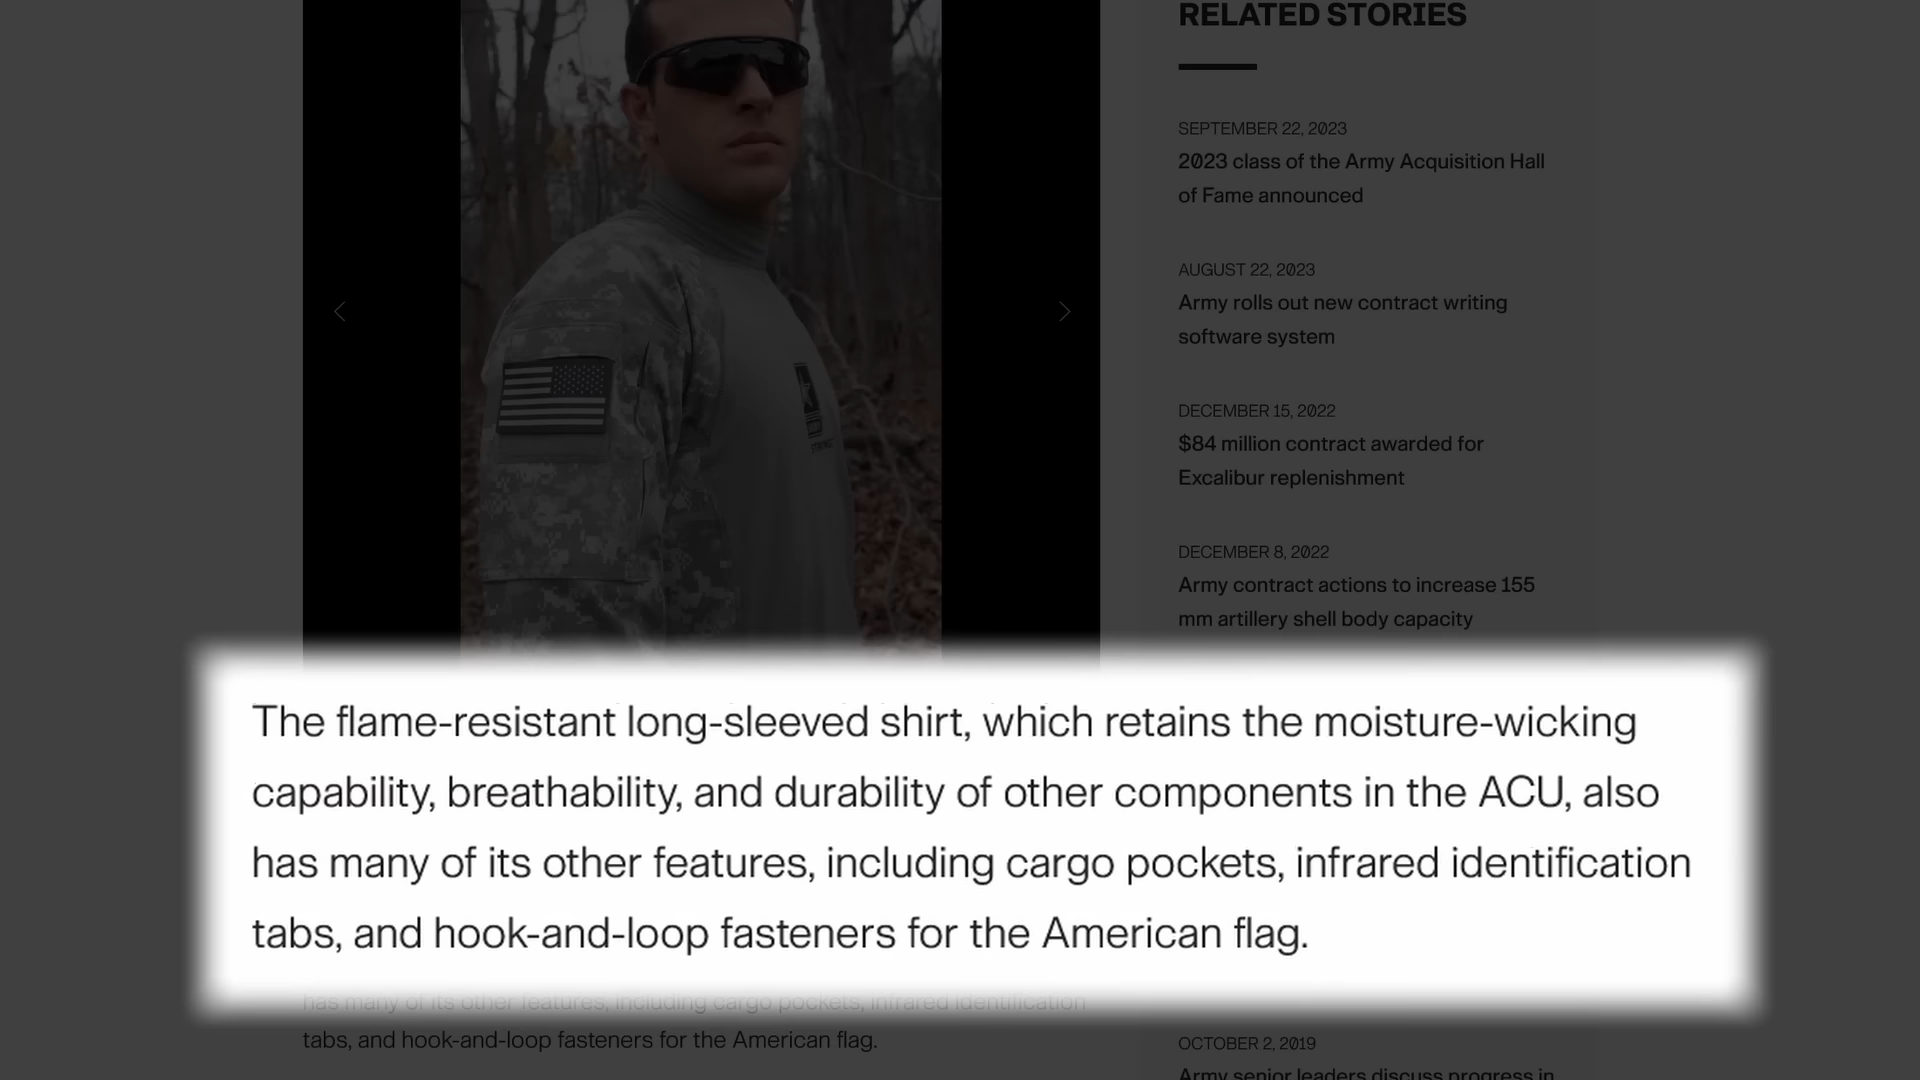 RELATED STORIES
SEPTEMBER 22, 2023
2023 class of the Army Acquisition Hall
of Fame announced
AUGUST 22, 2023
Army rolls out new contract writing
software system
DECEMBER 15, 2022
$84 million contract awarded for
Excalibur replenishment
DECEMBER 8, 2022
Army contract actions to increase 155
mm artillery shell body capacity
The flame-resistant long-sleeved shirt, which retains the moisture-wicking
capability, breathability, and durability of other components in the ACU, also
has many of its other features, including cargo pockets, infrared identification
tabs, and hook-and-loop fasteners for the American flag.
has many of its other features, including cargo pockets, infrared identification
tabs, and hook-and-loop fasteners for the American flag.
OCTOBER 2, 2019
Army senior leaders discuss progress in